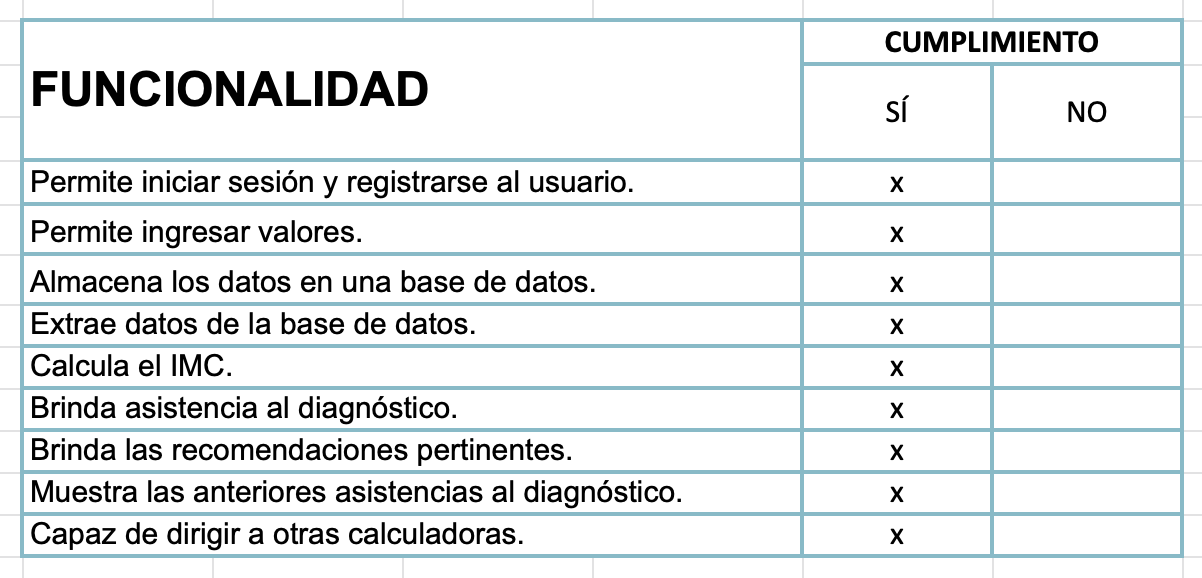 FUNCIONALIDAD
CUMPLIMIENTO
SÍ NO
Permite iniciar sesión y registrarse al usuario. x
Permite ingresar valores. x
Almacena los datos en una base de datos. x
Extrae datos de la base de datos. x
Calcula el IMC. x
Brinda asistencia al diagnóstico. x
Brinda las recomendaciones pertinentes. x
Muestra las anteriores asistencias al diagnóstico. x
Capaz de dirigir a otras calculadoras. x